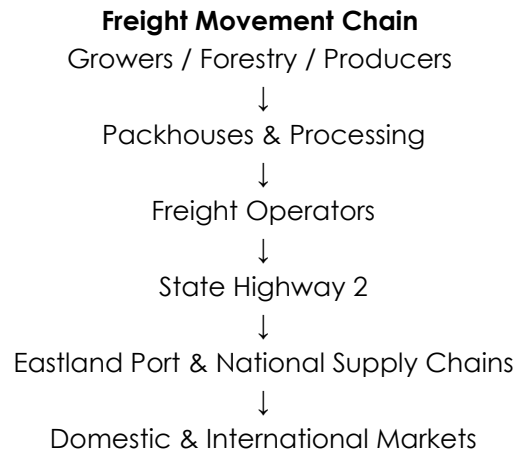 Freight Movement Chain
Growers / Forestry / Producers
↓
Packhouses & Processing
↓
Freight Operators
↓
State Highway 2
↓
Eastland Port & National Supply Chains
↓
Domestic & International Markets